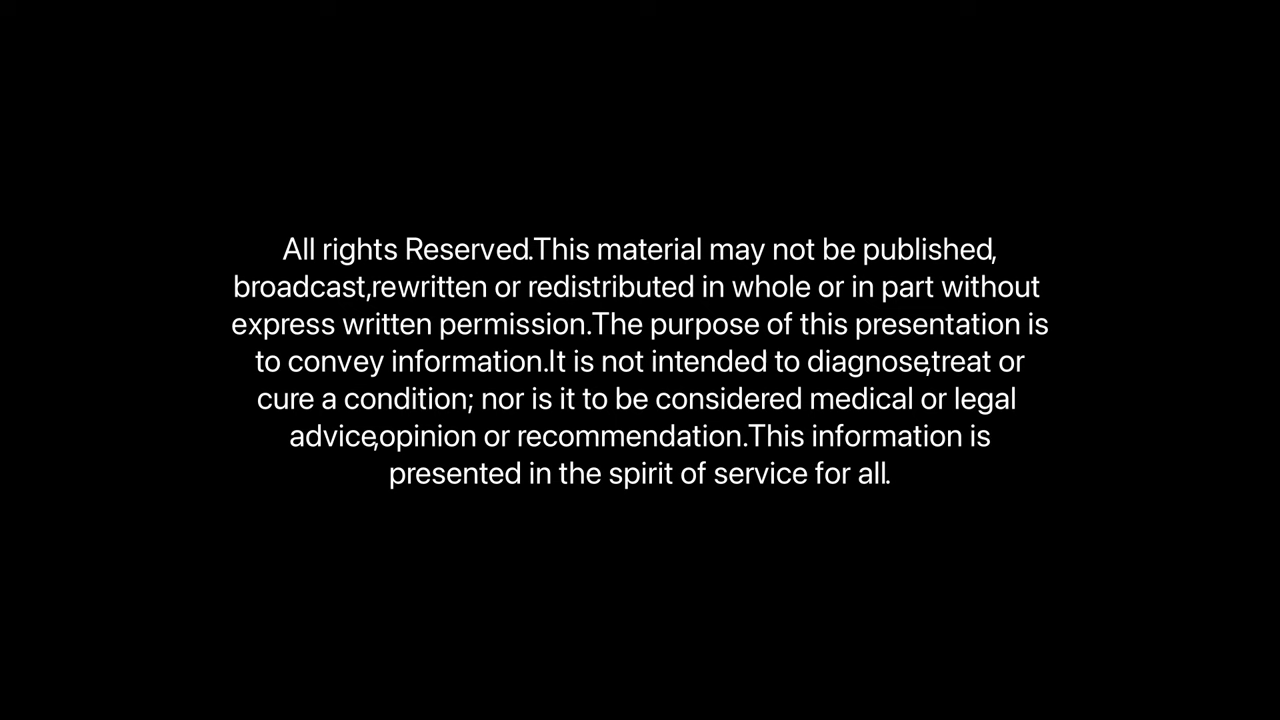 All rights Reserved.This material may not be published,
broadcast,rewritten or redistributed in whole or in part without
express written permission.The purpose of this presentation is
to convey information.It is not intended to diagnose,treat or
cure a condition; nor is it to be considered medical or legal
advice,opinion or recommendation.This information is
presented in the spirit of service for all.